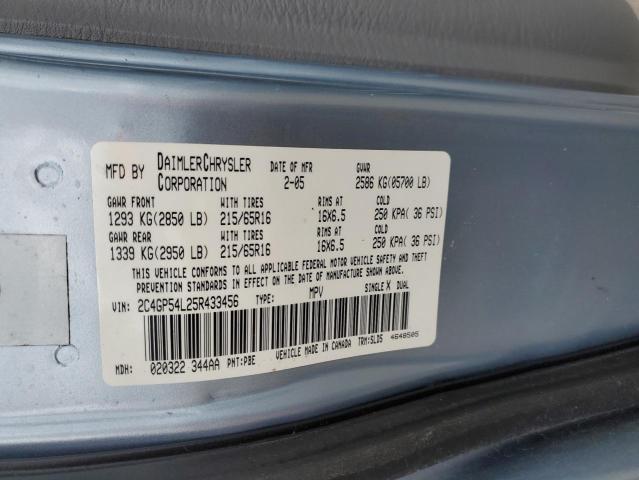 MFD BY DAIMLERCHRYSLER CORPORATION DATE OF MFR 2-05 GVWR 2586 KG(05700 LB)
GAWR FRONT WITH TIRES RIMS AT COLD
1293 KG(2850 LB) 215/65R16 16X6.5 250 KPA( 36 PSI)
GAWR REAR WITH TIRES RIMS AT COLD
1339 KG(2950 LB) 215/65R16 16X6.5 250 KPA( 36 PSI)
THIS VEHICLE CONFORMS TO ALL APPLICABLE FEDERAL MOTOR VEHICLE SAFETY AND THEFT
PREVENTION STANDARDS IN EFFECT ON THE DATE OF MANUFACTURE SHOWN ABOVE.
VIN: 2C4GP54L25R433456 TYPE: MPV SINGLE X DUAL
MDH: 020322 344AA PNT:PBE VEHICLE MADE IN CANADA TRM:SLD5 4648505